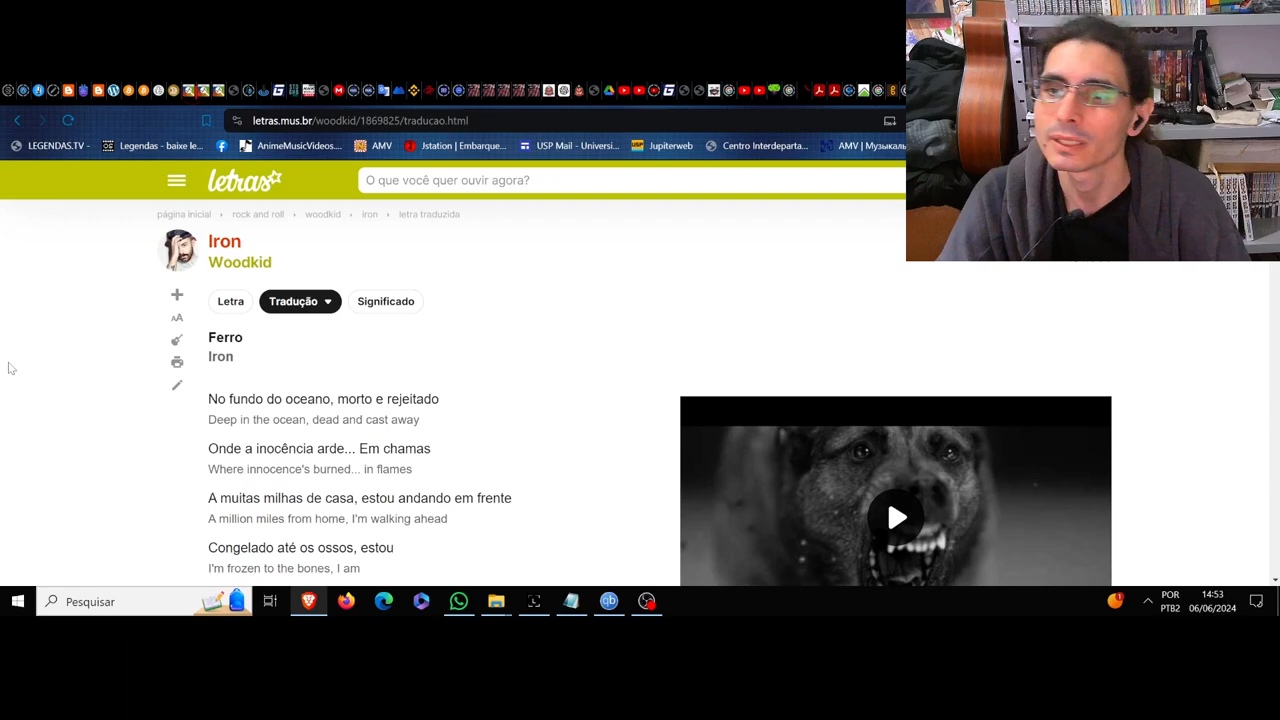 letras.mus.br/woodkid/1869825/traducao.html
LEGENDAS.TV -
Legendas - baixe le...
AnimeMusicVideos....
AMV
Jstation | Embarque...
USP Mail - Universi...
Jupiterweb
Centro Interdeparta...
AMV | Музыкаль
letras
O que você quer ouvir agora?
página inicial › rock and roll › woodkid › iron › letra traduzida
Iron
Woodkid
Letra
Tradução
Significado
AA
Ferro
Iron
No fundo do oceano, morto e rejeitado
Deep in the ocean, dead and cast away
Onde a inocência arde... Em chamas
Where innocence's burned... in flames
A muitas milhas de casa, estou andando em frente
A million miles from home, I'm walking ahead
Congelado até os ossos, estou
I'm frozen to the bones, I am
Pesquisar
POR
PTB2
14:53
06/06/2024